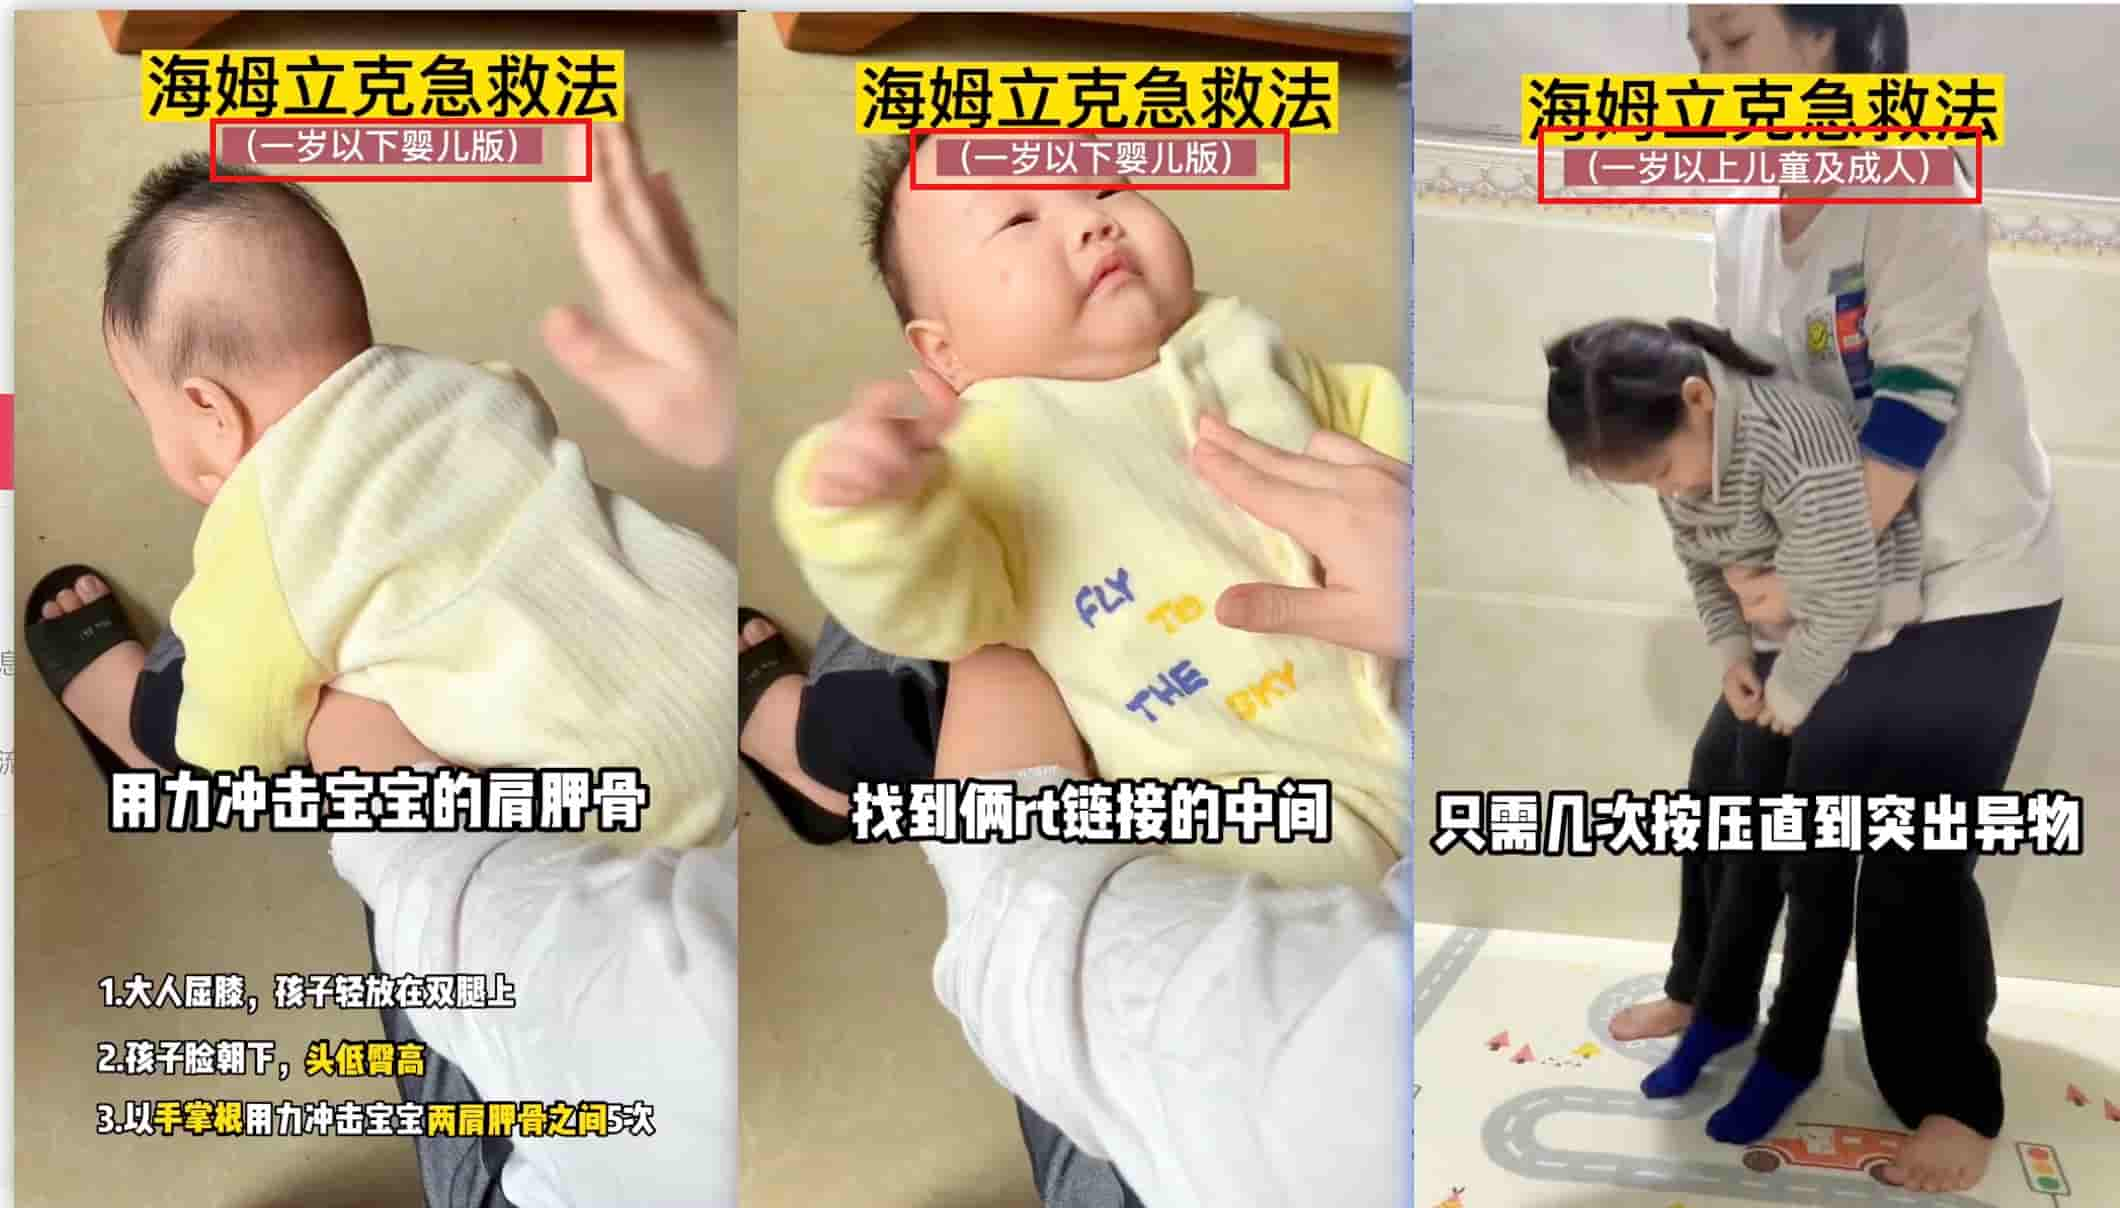 海姆立克急救法
（一岁以下婴儿版）
用力冲击宝宝的肩胛骨
1.大人屈膝，孩子轻放在双腿上
2.孩子脸朝下，头低臀高
3.以手掌根用力冲击宝宝两肩胛骨之间5次
海姆立克急救法
（一岁以下婴儿版）
FLY
TO
THE
SKY
找到俩rt链接的中间
海姆立克急救法
（一岁以上儿童及成人）
只需几次按压直到突出异物